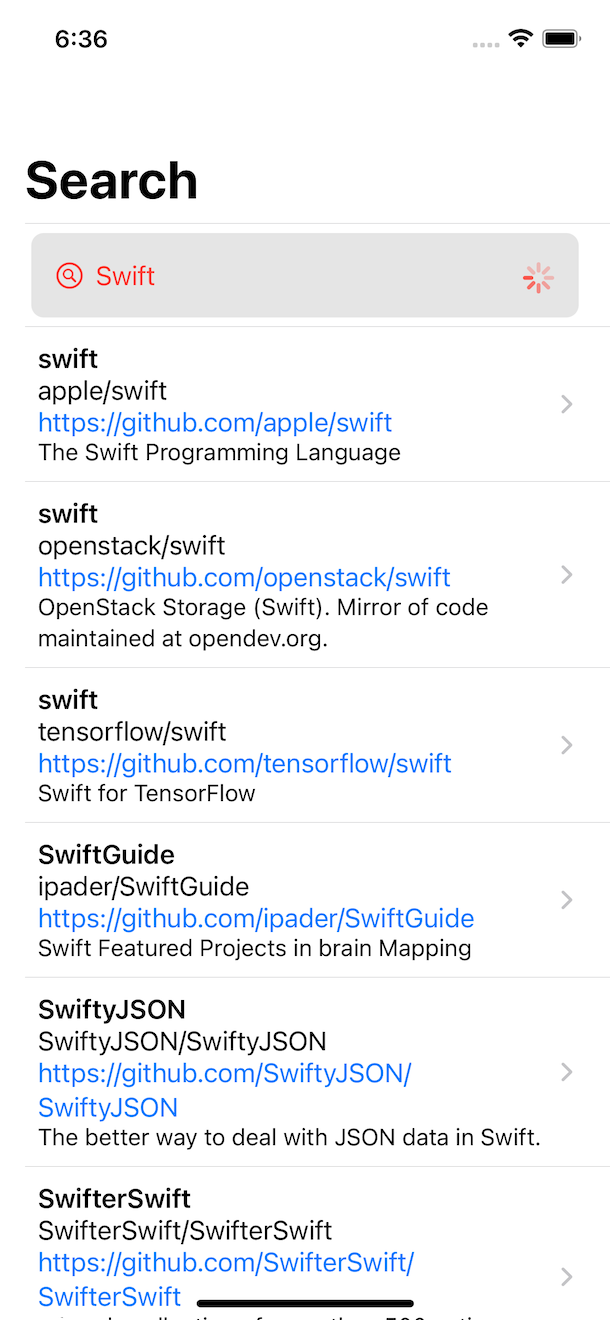 6:36
Search
Swift
swift
apple/swift
https://github.com/apple/swift
The Swift Programming Language
swift
openstack/swift
https://github.com/openstack/swift
OpenStack Storage (Swift). Mirror of code
maintained at opendev.org.
swift
tensorflow/swift
https://github.com/tensorflow/swift
Swift for TensorFlow
SwiftGuide
ipader/SwiftGuide
https://github.com/ipader/SwiftGuide
Swift Featured Projects in brain Mapping
SwiftyJSON
SwiftyJSON/SwiftyJSON
https://github.com/SwiftyJSON/
SwiftyJSON
The better way to deal with JSON data in Swift.
SwifterSwift
SwifterSwift/SwifterSwift
https://github.com/SwifterSwift/
SwifterSwift